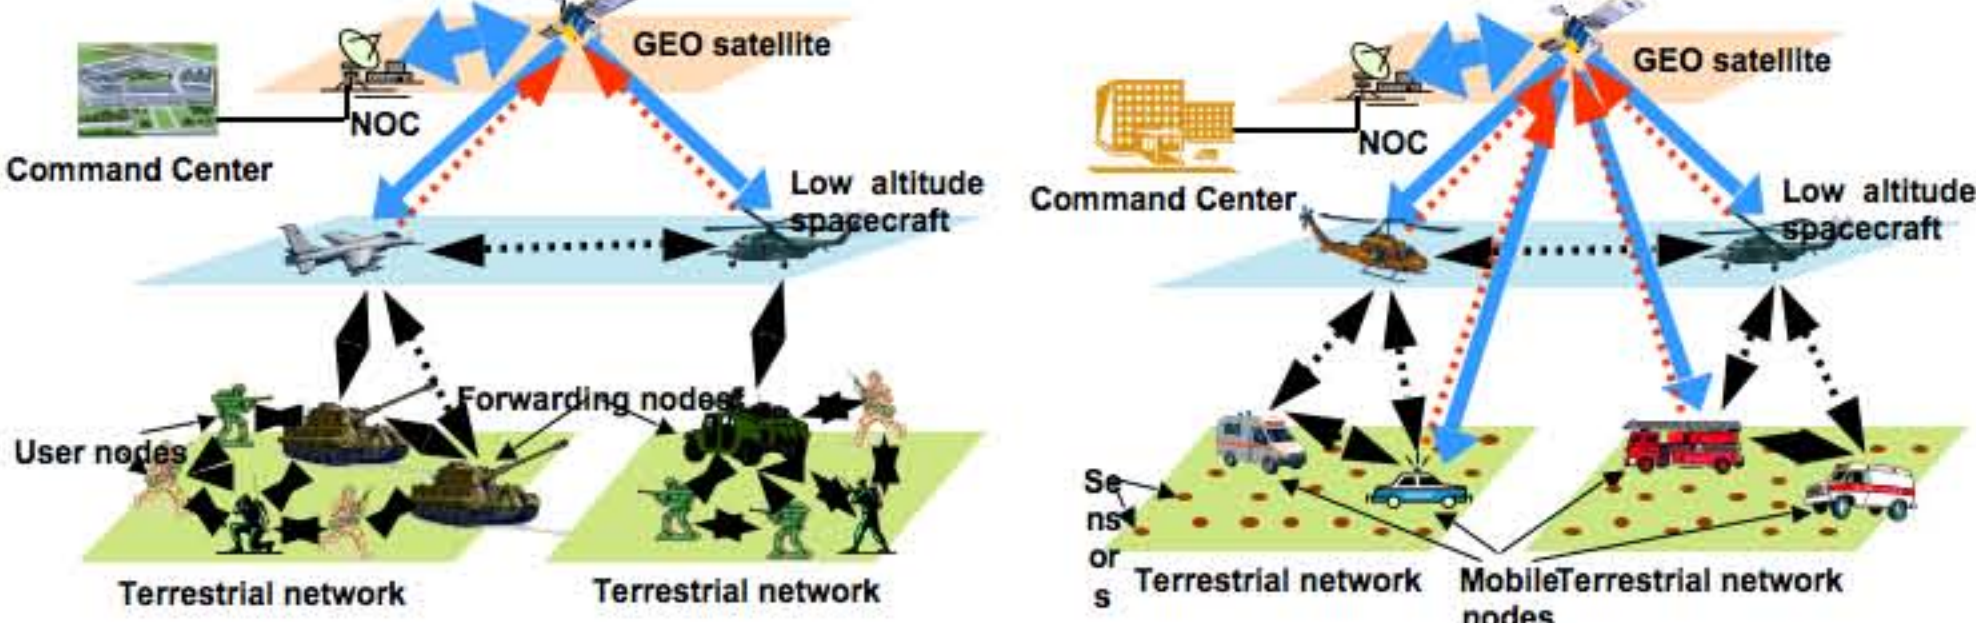 GEO satellite
NOC
Command Center
Low altitude
spacecraft
Forwarding nodes
User nodes
Terrestrial network
Terrestrial network
GEO satellite
NOC
Command Center
Low altitude
spacecraft
Se
ns
or
s
Terrestrial network
Mobile
nodes
Terrestrial network